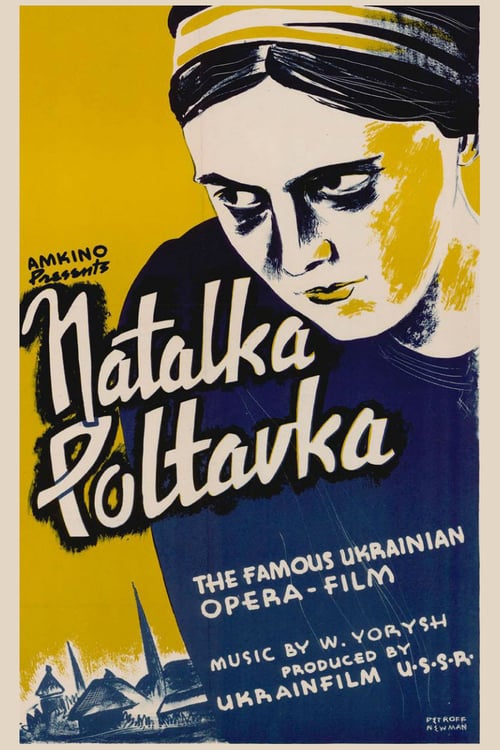 AMKINO
Presents
Natalka
Poltavka
THE FAMOUS UKRAINIAN
OPERA-FILM
MUSIC BY W. YORYSH
PRODUCED BY
UKRAINFILM U.S.S.R.
PETROFF
NEWMAN